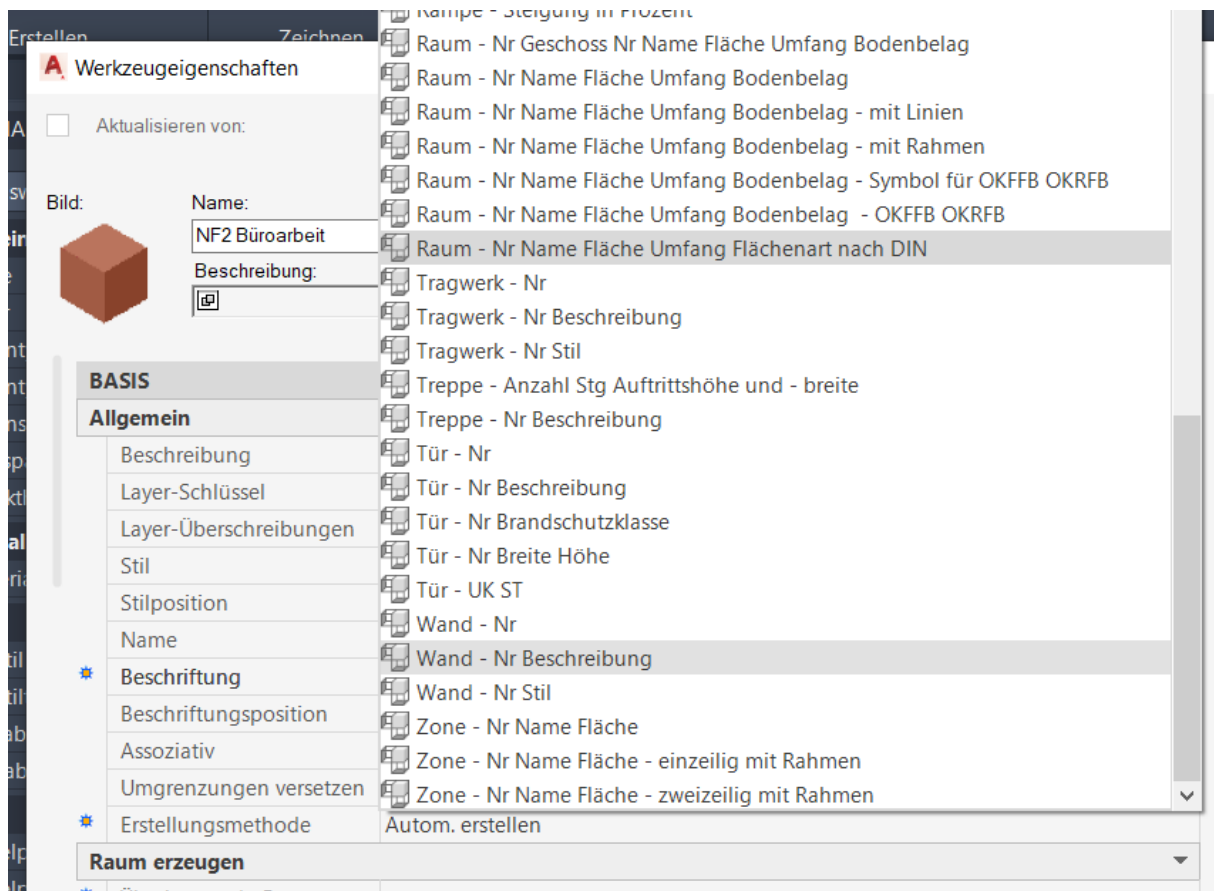 Erstellen
Zeichnen
Werkzeugeigenschaften
Aktualisieren von:
Bild:
Name:
NF2 Büroarbeit
Beschreibung:
BASIS
Allgemein
Beschreibung
Layer-Schlüssel
Layer-Überschreibungen
Stil
Stilposition
Name
Beschriftung
Beschriftungsposition
Assoziativ
Umgrenzungen versetzen
Erstellungsmethode
Autom. erstellen
Raum erzeugen
Rampe - Steigung in Prozent
Raum - Nr Geschoss Nr Name Fläche Umfang Bodenbelag
Raum - Nr Name Fläche Umfang Bodenbelag
Raum - Nr Name Fläche Umfang Bodenbelag - mit Linien
Raum - Nr Name Fläche Umfang Bodenbelag - mit Rahmen
Raum - Nr Name Fläche Umfang Bodenbelag - Symbol für OKFFB OKRFB
Raum - Nr Name Fläche Umfang Bodenbelag - OKFFB OKRFB
Raum - Nr Name Fläche Umfang Flächenart nach DIN
Tragwerk - Nr
Tragwerk - Nr Beschreibung
Tragwerk - Nr Stil
Treppe - Anzahl Stg Auftrittshöhe und - breite
Treppe - Nr Beschreibung
Tür - Nr
Tür - Nr Beschreibung
Tür - Nr Brandschutzklasse
Tür - Nr Breite Höhe
Tür - UK ST
Wand - Nr
Wand - Nr Beschreibung
Wand - Nr Stil
Zone - Nr Name Fläche
Zone - Nr Name Fläche - einzeilig mit Rahmen
Zone - Nr Name Fläche - zweizeilig mit Rahmen